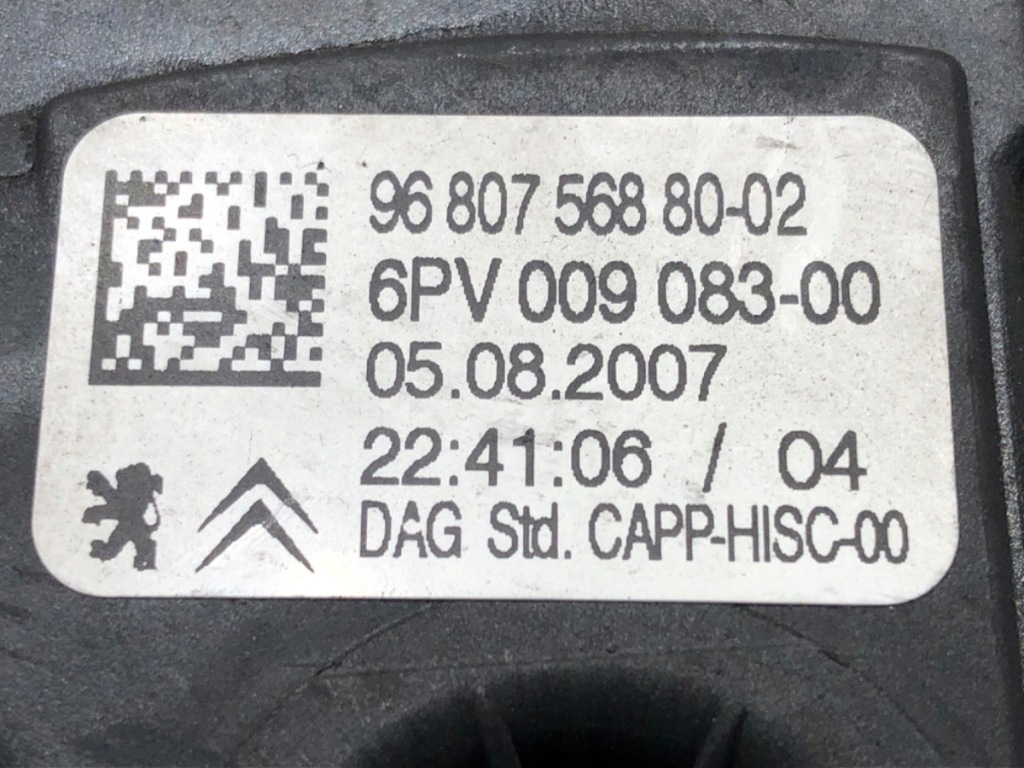 96 807 568 80-02
6PV 009 083-00
05.08.2007
22:41:06 / 04
DAG Std. CAPP-HISC-00